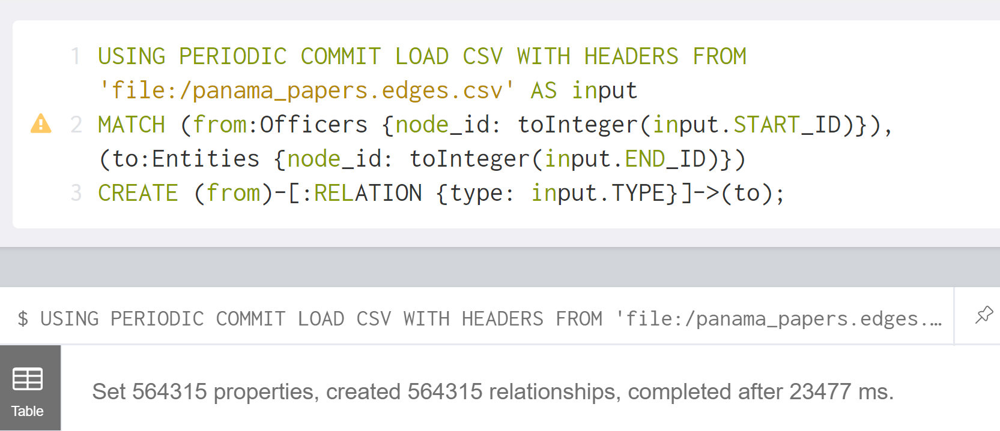 1 USING PERIODIC COMMIT LOAD CSV WITH HEADERS FROM
'file:/panama_papers.edges.csv' AS input
2 MATCH (from:Officers {node_id: toInteger(input.START_ID)}),
(to:Entities {node_id: toInteger(input.END_ID)})
3 CREATE (from)-[:RELATION {type: input.TYPE}]->(to);
$ USING PERIODIC COMMIT LOAD CSV WITH HEADERS FROM 'file:/panama_papers.edges.…
Set 564315 properties, created 564315 relationships, completed after 23477 ms.
Table